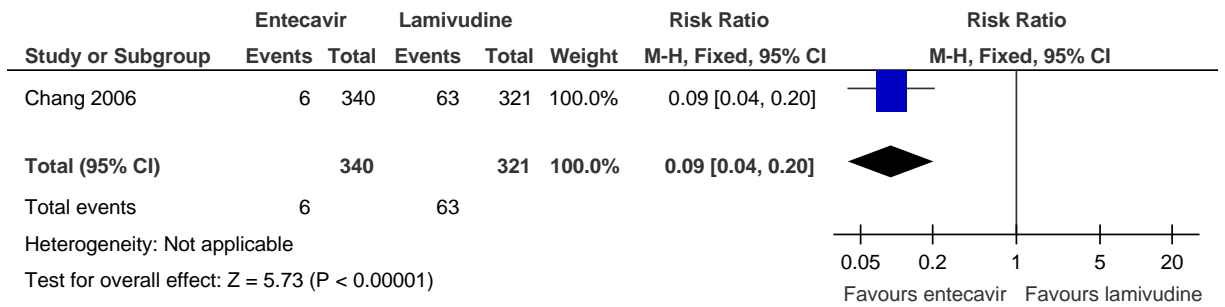 Entecavir Lamivudine Risk Ratio Risk Ratio
Study or Subgroup Events Total Events Total Weight M-H, Fixed, 95% CI M-H, Fixed, 95% CI
Chang 2006 6 340 63 321 100.0% 0.09 [0.04, 0.20]
Total (95% CI) 340 321 100.0% 0.09 [0.04, 0.20]
Total events 6 63
Heterogeneity: Not applicable
Test for overall effect: Z = 5.73 (P < 0.00001)
0.05 0.2 1 5 20
Favours entecavir Favours lamivudine